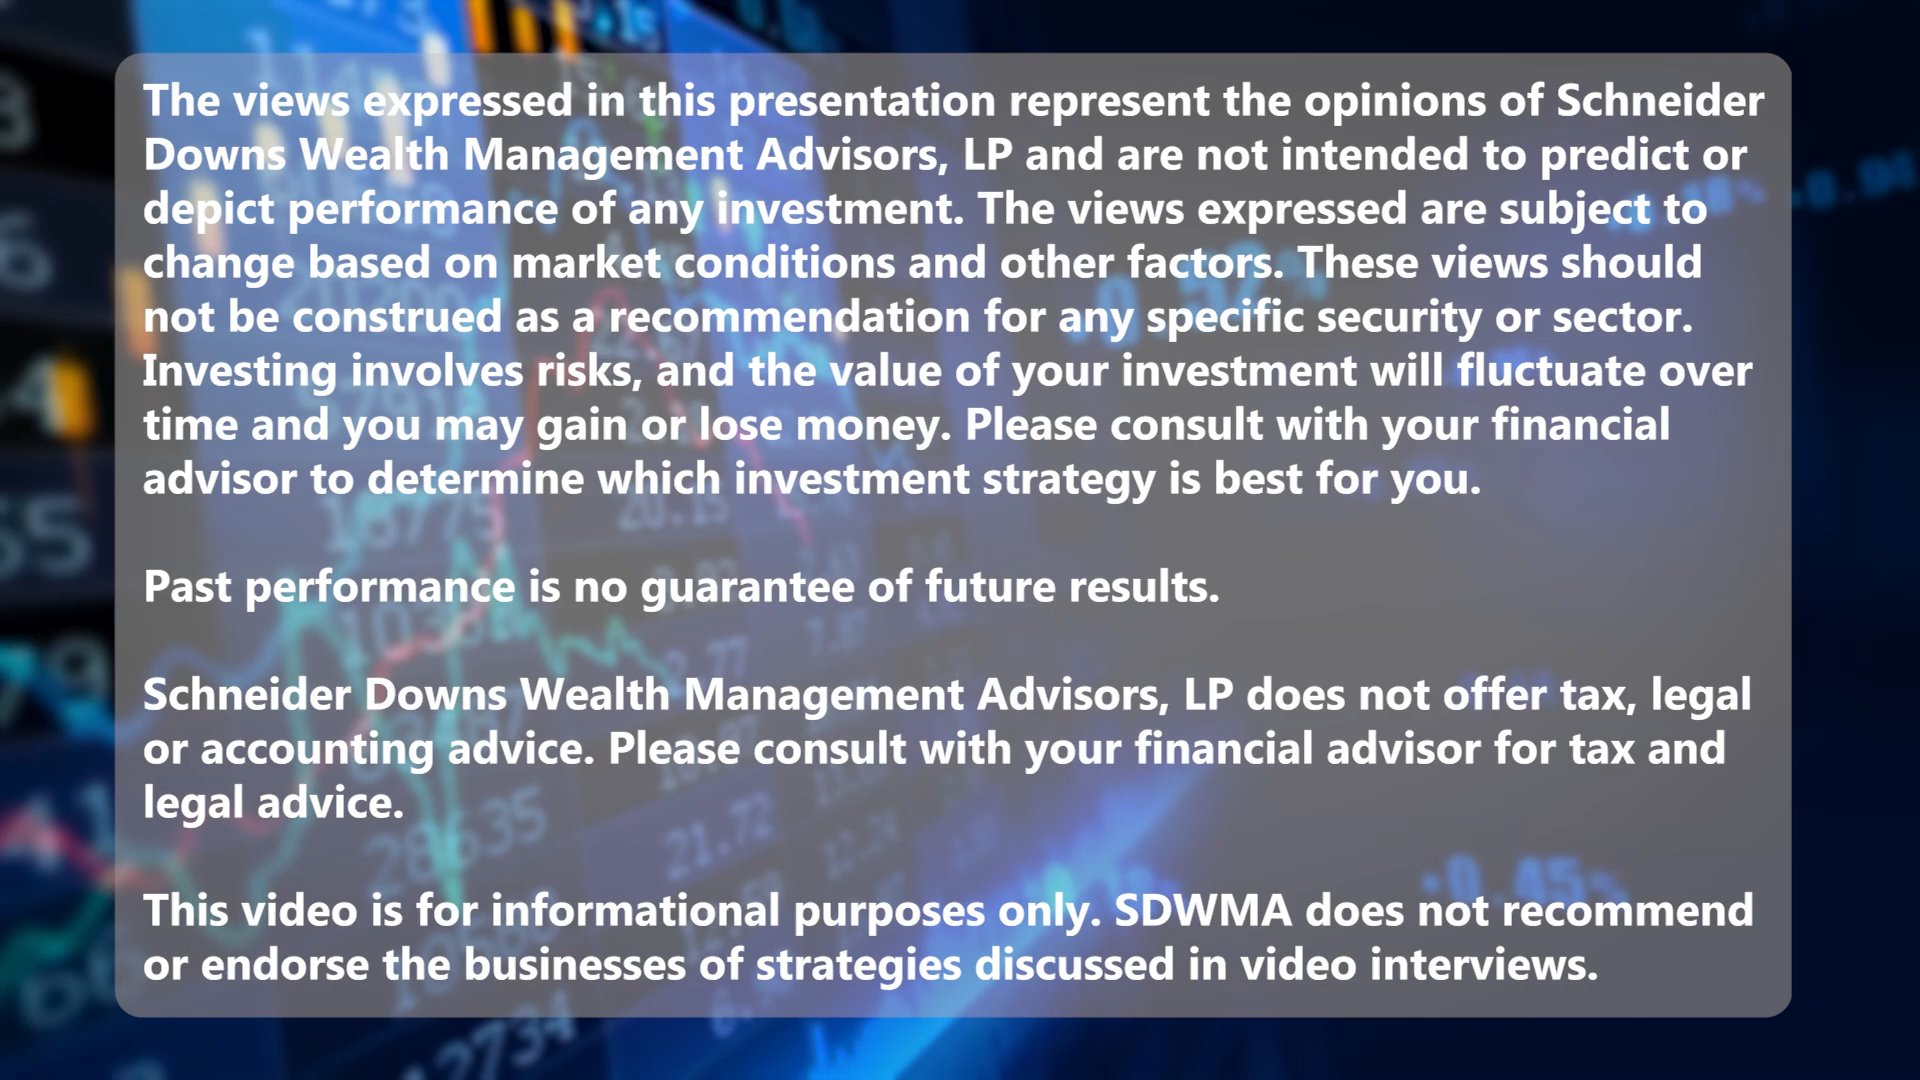 The views expressed in this presentation represent the opinions of Schneider
Downs Wealth Management Advisors, LP and are not intended to predict or
depict performance of any investment. The views expressed are subject to
change based on market conditions and other factors. These views should
not be construed as a recommendation for any specific security or sector.
Investing involves risks, and the value of your investment will fluctuate over
time and you may gain or lose money. Please consult with your financial
advisor to determine which investment strategy is best for you.
Past performance is no guarantee of future results.
Schneider Downs Wealth Management Advisors, LP does not offer tax, legal
or accounting advice. Please consult with your financial advisor for tax and
legal advice.
This video is for informational purposes only. SDWMA does not recommend
or endorse the businesses of strategies discussed in video interviews.